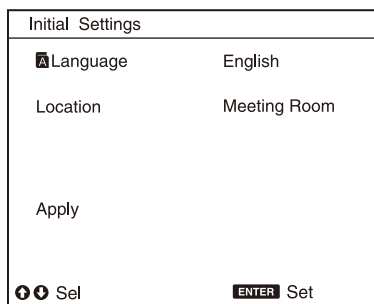 Initial Settings
A Language English
Location Meeting Room
Apply
Sel ENTER Set